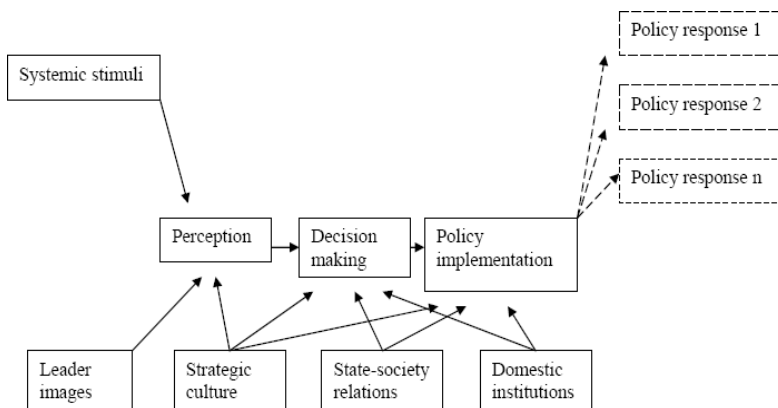 Policy response 1
Systemic stimuli
Policy response 2
Policy response n
Perception
Decision
making
Policy
implementation
Leader
images
Strategic
culture
State-society
relations
Domestic
institutions